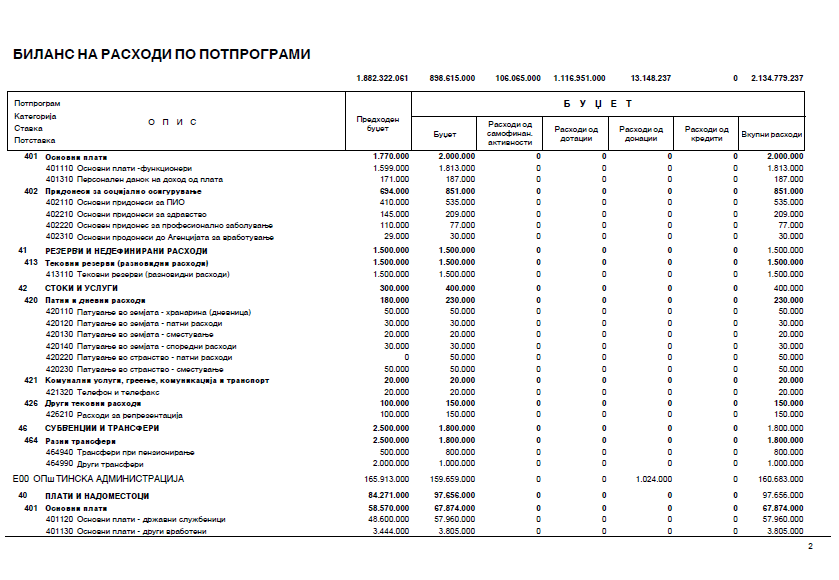 БИЛАНС НА РАСХОДИ ПО ПОТПРОГРАМИ
1.882.322.061 898.615.000 106.065.000 1.116.951.000 13.148.237 0 2.134.779.237
Потпрограм
Категорија
Ставка
Потставка
О П И С
Предходен буџет
Б У Џ Е Т
Буџет
Расходи од самофинан. активности
Расходи од дотации
Расходи од донации
Расходи од кредити
Вкупни расходи
401 Основни плати 1.770.000 2.000.000 0 0 0 0 2.000.000
401110 Основни плати -функционери 1.599.000 1.813.000 0 0 0 0 1.813.000
401310 Персонален данок на доход од плата 171.000 187.000 0 0 0 0 187.000
402 Придонеси за социјално осигурување 694.000 851.000 0 0 0 0 851.000
402110 Основни придонеси за ПИО 410.000 535.000 0 0 0 0 535.000
402210 Основни придонеси за здравство 145.000 209.000 0 0 0 0 209.000
402220 Основен придонес за професионално заболување 110.000 77.000 0 0 0 0 77.000
402310 Основни продонеси до Агенцијата за вработување 29.000 30.000 0 0 0 0 30.000
41 РЕЗЕРВИ И НЕДЕФИНИРАНИ РАСХОДИ 1.500.000 1.500.000 0 0 0 0 1.500.000
413 Тековни резерви (разновидни расходи) 1.500.000 1.500.000 0 0 0 0 1.500.000
413110 Тековни резерви (разновидни расходи) 1.500.000 1.500.000 0 0 0 0 1.500.000
42 СТОКИ И УСЛУГИ 300.000 400.000 0 0 0 0 400.000
420 Патни и дневни расходи 180.000 230.000 0 0 0 0 230.000
420110 Патување во земјата - хранарина (дневница) 50.000 50.000 0 0 0 0 50.000
420120 Патување во земјата - патни расходи 30.000 30.000 0 0 0 0 30.000
420130 Патување во земјата - сместување 20.000 20.000 0 0 0 0 20.000
420140 Патување во земјата - споредни расходи 30.000 30.000 0 0 0 0 30.000
420220 Патување во странство - патни расходи 0 50.000 0 0 0 0 50.000
420230 Патување во странство - сместување 50.000 50.000 0 0 0 0 50.000
421 Комунални услуги, греење, комуникација и транспорт 20.000 20.000 0 0 0 0 20.000
421320 Телефон и телефакс 20.000 20.000 0 0 0 0 20.000
426 Други тековни расходи 100.000 150.000 0 0 0 0 150.000
426210 Расходи за репрезентација 100.000 150.000 0 0 0 0 150.000
46 СУБВЕНЦИИ И ТРАНСФЕРИ 2.500.000 1.800.000 0 0 0 0 1.800.000
464 Разни трансфери 2.500.000 1.800.000 0 0 0 0 1.800.000
464940 Трансфери при пензионирање 500.000 800.000 0 0 0 0 800.000
464990 Други трансфери 2.000.000 1.000.000 0 0 0 0 1.000.000
Е00 ОПш ТИНСКА АДМИНИСТРАЦИЈА 165.913.000 159.659.000 0 0 1.024.000 0 160.683.000
40 ПЛАТИ И НАДОМЕСТОЦИ 84.271.000 97.656.000 0 0 0 0 97.656.000
401 Основни плати 58.570.000 67.874.000 0 0 0 0 67.874.000
401120 Основни плати - државни службеници 48.600.000 57.960.000 0 0 0 0 57.960.000
401130 Основни плати - други вработени 3.444.000 3.805.000 0 0 0 0 3.805.000
2